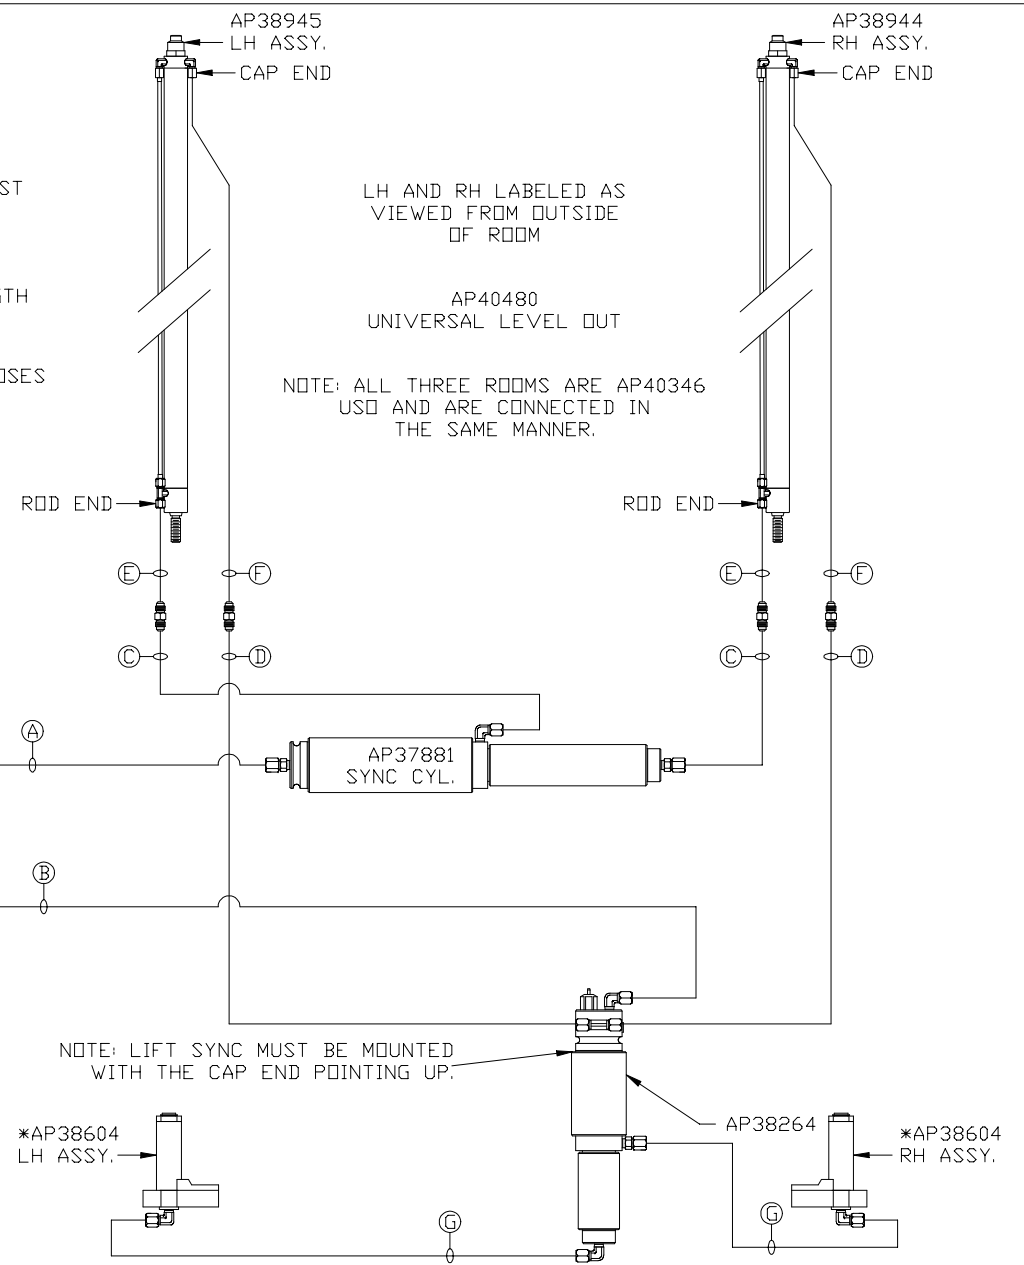 AP38945
LH ASSY.
CAP END
AP38944
RH ASSY.
CAP END
ST
GTH
OSES
LH AND RH LABELED AS
VIEWED FROM OUTSIDE
OF ROOM
AP40480
UNIVERSAL LEVEL OUT
NOTE: ALL THREE ROOMS ARE AP40346
USO AND ARE CONNECTED IN
THE SAME MANNER.
ROD END
ROD END
E
F
E
F
C
D
C
D
A
AP37881
SYNC CYL.
B
NOTE: LIFT SYNC MUST BE MOUNTED
WITH THE CAP END POINTING UP.
AP38264
*AP38604
LH ASSY.
*AP38604
RH ASSY.
G
G